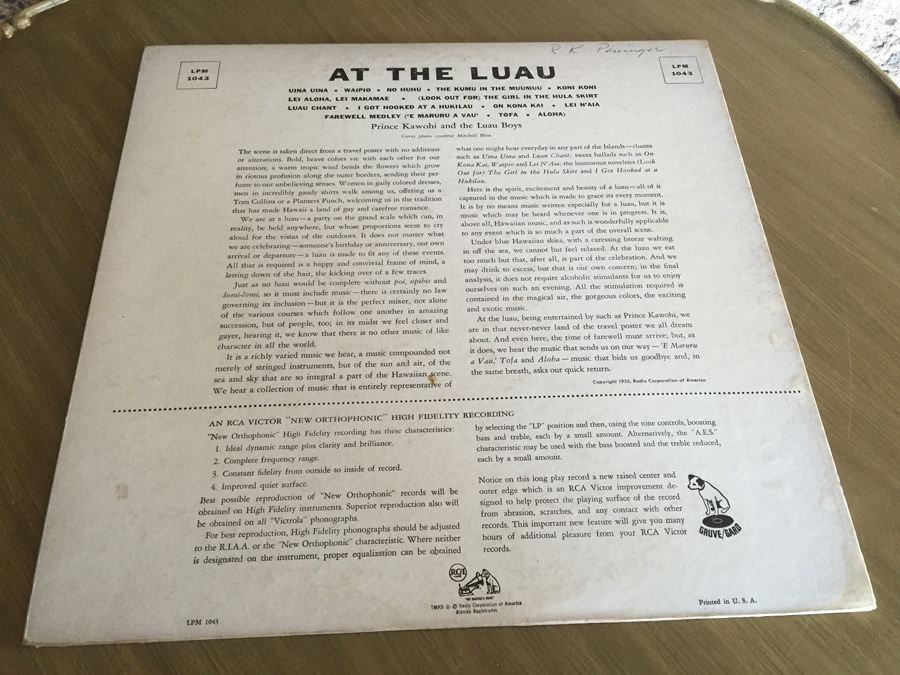 R. K.
LPM
1043
AT THE LUAU
LPM
1043
UINA UINA • WAIPIO • NO HUHU • THE KUMU IN THE MUUMUU • KONI KONI
LEI ALOHA, LEI MAKAMAE • (LOOK OUT FOR) THE GIRL IN THE HULA SKIRT
LUAU CHANT • I GOT HOOKED AT A HUKILAU • ON KONA KAI • LEI N'AIA
FAREWELL MEDLEY ('E MARURU A VAU' • TOFA • ALOHA)
Prince Kawohi and the Luau Boys
Cover photo courtesy Mitchell Bliss
The scene is taken direct from a travel poster with no additions
or alterations. Bold, brave colors vie with each other for our
attention; a warm tropic wind bends the flowers which grow
in riotous profusion along the outer borders, sending their per-
fume to our unbelieving senses. Women in gaily colored dresses,
men in incredibly gaudy shirts walk among us, offering us a
Tom Collins or a Planters Punch, welcoming us in the tradition
that has made Hawaii a land of gay and carefree romance.
We are at a luau—a party on the grand scale which can, in
reality, be held anywhere, but whose proportions seem to cry
aloud for the vistas of the outdoors. It does not matter what
we are celebrating—someone's birthday or anniversary, our own
arrival or departure—a luau is made to fit any of these events.
All that is required is a happy and convivial frame of mind, a
letting down of the hair, the kicking over of a few traces.
Just as no luau would be complete without poi, opihis and
lomi-lomi, so it must include music—there is certainly no law
governing its inclusion—but it is the perfect mixer, not alone
of the various courses which follow one another in amazing
succession, but of people, too; in its midst we feel closer and
gayer, hearing it, we know that there is no other music of like
character in all the world.
It is a richly varied music we hear, a music compounded not
merely of stringed instruments, but of the sun and air, of the
sea and sky that are so integral a part of the Hawaiian scene.
We hear a collection of music that is entirely representative of
what one might hear everyday in any part of the Islands—chants
such as Uina Uina and Luau Chant; sweet ballads such as On
Kona Kai, Waipio and Lei N'Aia; the humorous novelties (Look
Out for) The Girl in the Hula Skirt and I Got Hooked at a
Hukilau.
Here is the spirit, excitement and beauty of a luau—all of it
captured in the music which is made to grace its every moment.
It is by no means music written especially for a luau, but it is
music which may be heard whenever one is in progress. It is,
above all, Hawaiian music, and as such is wonderfully applicable
to any event which is so much a part of the overall scene.
Under blue Hawaiian skies, with a caressing breeze wafting
in off the sea, we cannot but feel relaxed. At the luau we eat
too much but that, after all, is part of the celebration. And we
may drink to excess, but that is our own concern; in the final
analysis, it does not require alcoholic stimulants for us to enjoy
ourselves on such an evening. All the stimulation required is
contained in the magical air, the gorgeous colors, the exciting
and exotic music.
At the luau, being entertained by such as Prince Kawohi, we
are in that never-never land of the travel poster we all dream
about. And even here, the time of farewell must arrive; but, as
it does, we hear the music that sends us on our way—'E Maruru
a Vau,' Tofa and Aloha—music that bids us goodbye and, in
the same breath, asks our quick return.
Copyright 1955, Radio Corporation of America
AN RCA VICTOR "NEW ORTHOPHONIC" HIGH FIDELITY RECORDING
"New Orthophonic" High Fidelity recording has these characteristics:
1. Ideal dynamic range plus clarity and brilliance.
2. Complete frequency range.
3. Constant fidelity from outside to inside of record.
4. Improved quiet surface.
Best possible reproduction of "New Orthophonic" records will be
obtained on High Fidelity instruments. Superior reproduction also will
be obtained on all "Victrola" phonographs.
For best reproduction, High Fidelity phonographs should be adjusted
to the R.I.A.A. or the "New Orthophonic" characteristic. Where neither
is designated on the instrument, proper equalization can be obtained
by selecting the "LP" position and then, using the tone controls, boosting
bass and treble, each by a small amount. Alternatively, the "A.E.S."
characteristic may be used with the bass boosted and the treble reduced,
each by a small amount.
Notice on this long play record a new raised center and
outer edge which is an RCA Victor improvement de-
signed to help protect the playing surface of the record
from abrasion, scratches, and any contact with other
records. This important new feature will give you many
hours of additional pleasure from your RCA Victor
records.
GRUVE/GARD
RCA
"HIS MASTER'S VOICE"
TMKS ® © Radio Corporation of America
Marcas Registradas
Printed in U. S. A.
LPM 1043